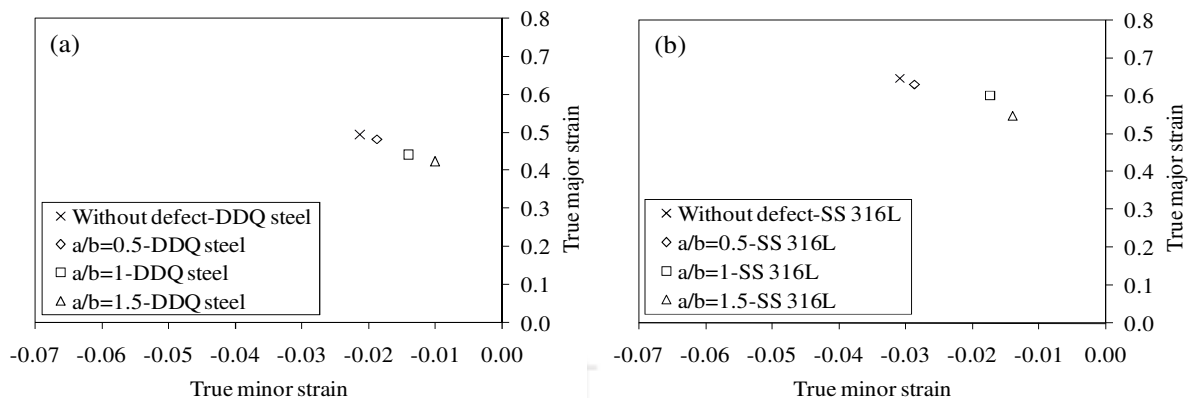 (a)
0.8
0.7
0.6
0.5
0.4
0.3
0.2
0.1
0.0
True major strain
× Without defect-DDQ steel
◇ a/b=0.5-DDQ steel
□ a/b=1-DDQ steel
△ a/b=1.5-DDQ steel
-0.07 -0.06 -0.05 -0.04 -0.03 -0.02 -0.01 0.00
True minor strain
(b)
0.8
0.7
0.6
0.5
0.4
0.3
0.2
0.1
0.0
True major strain
× Without defect-SS 316L
◇ a/b=0.5-SS 316L
□ a/b=1-SS 316L
△ a/b=1.5-SS 316L
-0.07 -0.06 -0.05 -0.04 -0.03 -0.02 -0.01 0.00
True minor strain